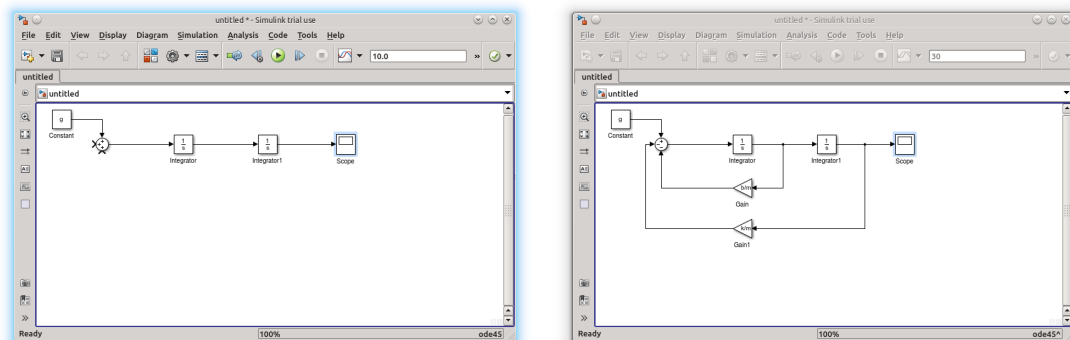 untitled * - Simulink trial use
File Edit View Display Diagram Simulation Analysis Code Tools Help
10.0 »
untitled
untitled
g
Constant
1
s
Integrator
1
s
Integrator1
Scope
»
Ready 100% ode45
untitled * - Simulink trial use
File Edit View Display Diagram Simulation Analysis Code Tools Help
30 »
untitled
untitled
g
Constant
1
s
Integrator
1
s
Integrator1
Scope
b/m
Gain
k/m
Gain1
»
Ready 100% ode45^